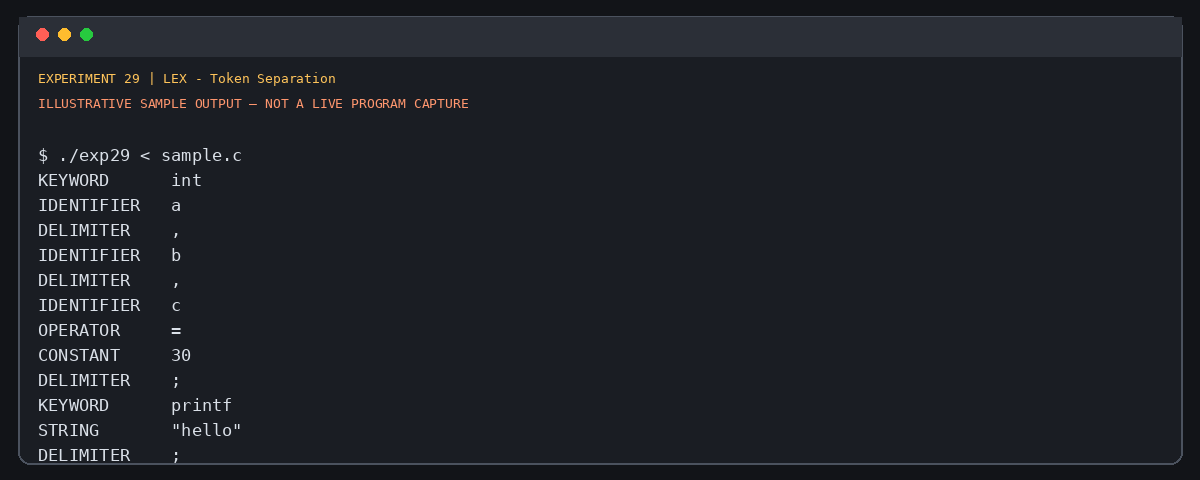 EXPERIMENT 29 | LEX - Token Separation
ILLUSTRATIVE SAMPLE OUTPUT — NOT A LIVE PROGRAM CAPTURE
$ ./exp29 < sample.c
KEYWORD      int
IDENTIFIER   a
DELIMITER    ,
IDENTIFIER   b
DELIMITER    ,
IDENTIFIER   c
OPERATOR     =
CONSTANT     30
DELIMITER    ;
KEYWORD      printf
STRING       "hello"
DELIMITER    ;